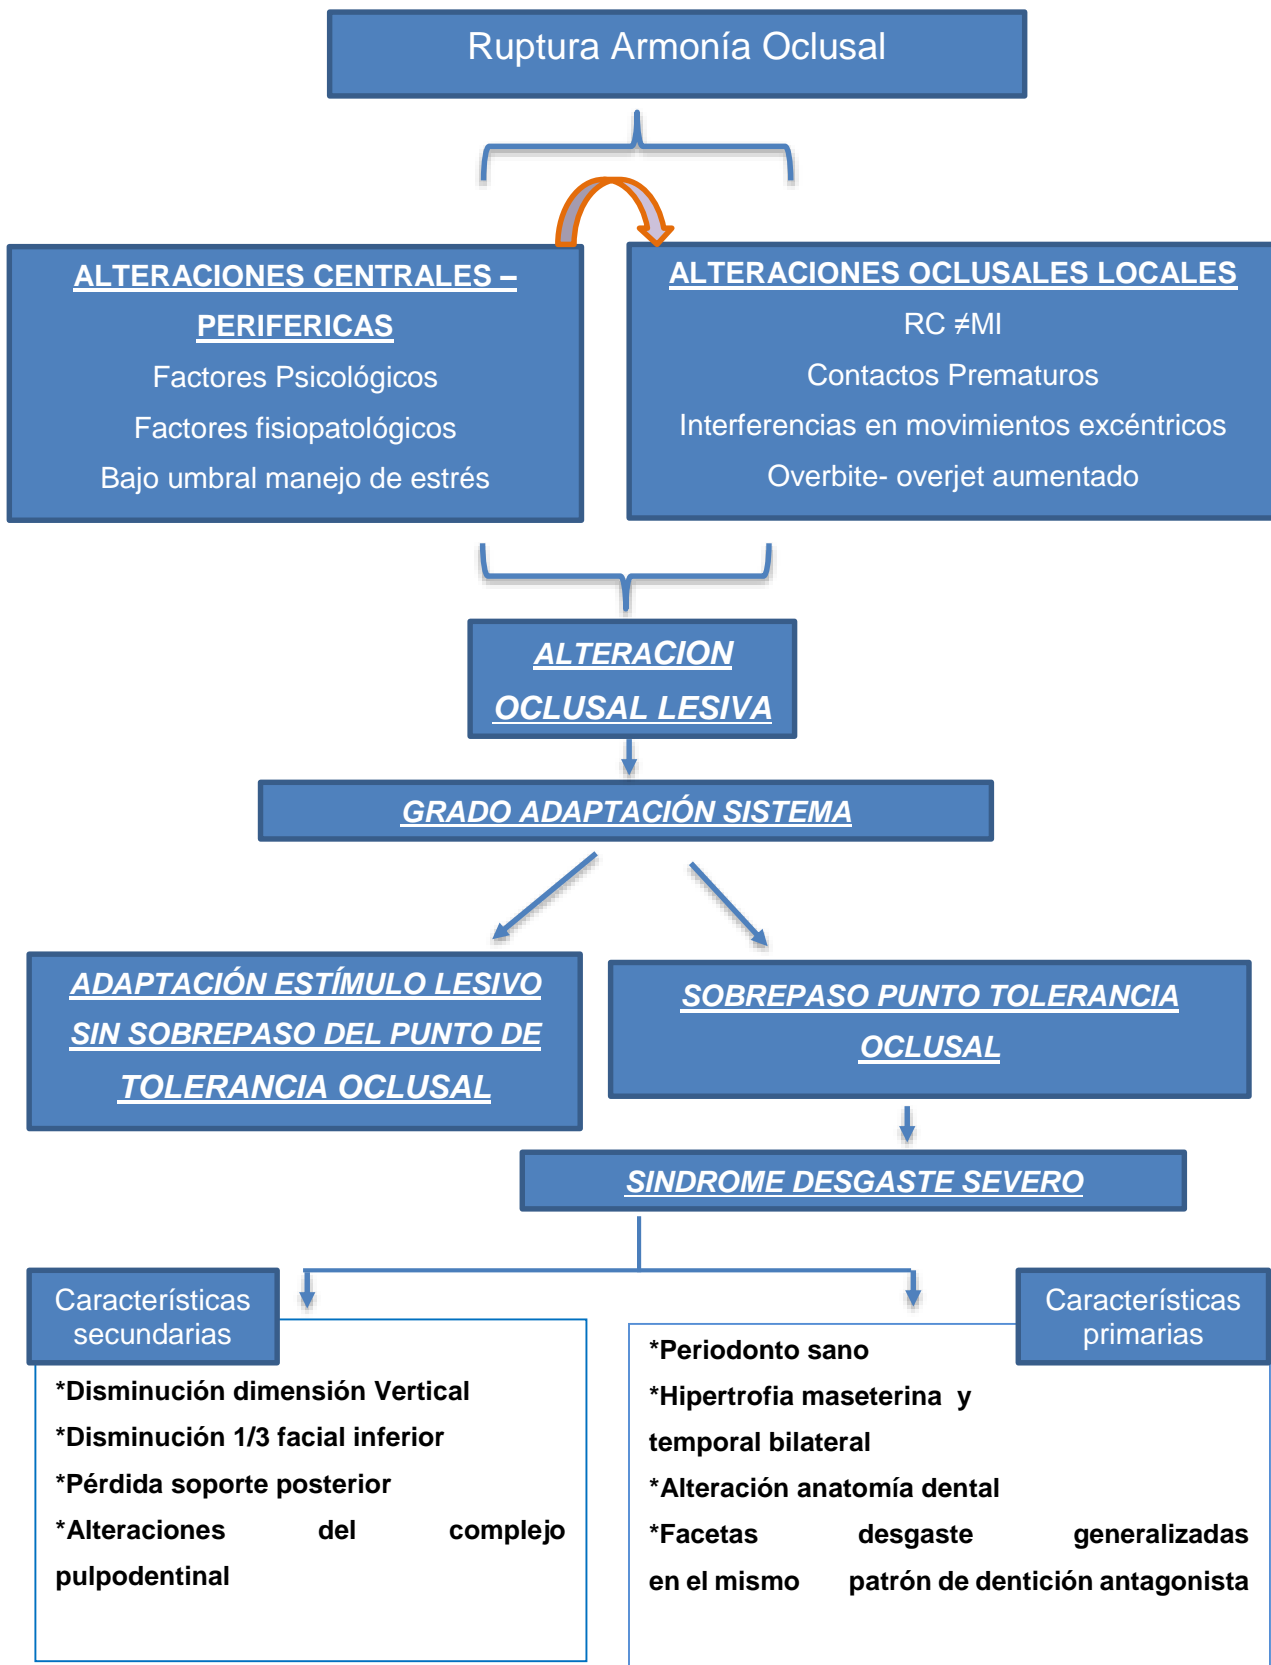 Ruptura Armonía Oclusal
ALTERACIONES CENTRALES –
PERIFERICAS
Factores Psicológicos
Factores fisiopatológicos
Bajo umbral manejo de estrés
ALTERACIONES OCLUSALES LOCALES
RC ≠MI
Contactos Prematuros
Interferencias en movimientos excéntricos
Overbite- overjet aumentado
ALTERACION
OCLUSAL LESIVA
GRADO ADAPTACIÓN SISTEMA
ADAPTACIÓN ESTÍMULO LESIVO
SIN SOBREPASO DEL PUNTO DE
TOLERANCIA OCLUSAL
SOBREPASO PUNTO TOLERANCIA
OCLUSAL
SINDROME DESGASTE SEVERO
Características
secundarias
*Disminución dimensión Vertical
*Disminución 1/3 facial inferior
*Pérdida soporte posterior
*Alteraciones del complejo
pulpodentinal
Características
primarias
*Periodonto sano
*Hipertrofia maseterina y
temporal bilateral
*Alteración anatomía dental
*Facetas desgaste generalizadas
en el mismo patrón de dentición antagonista